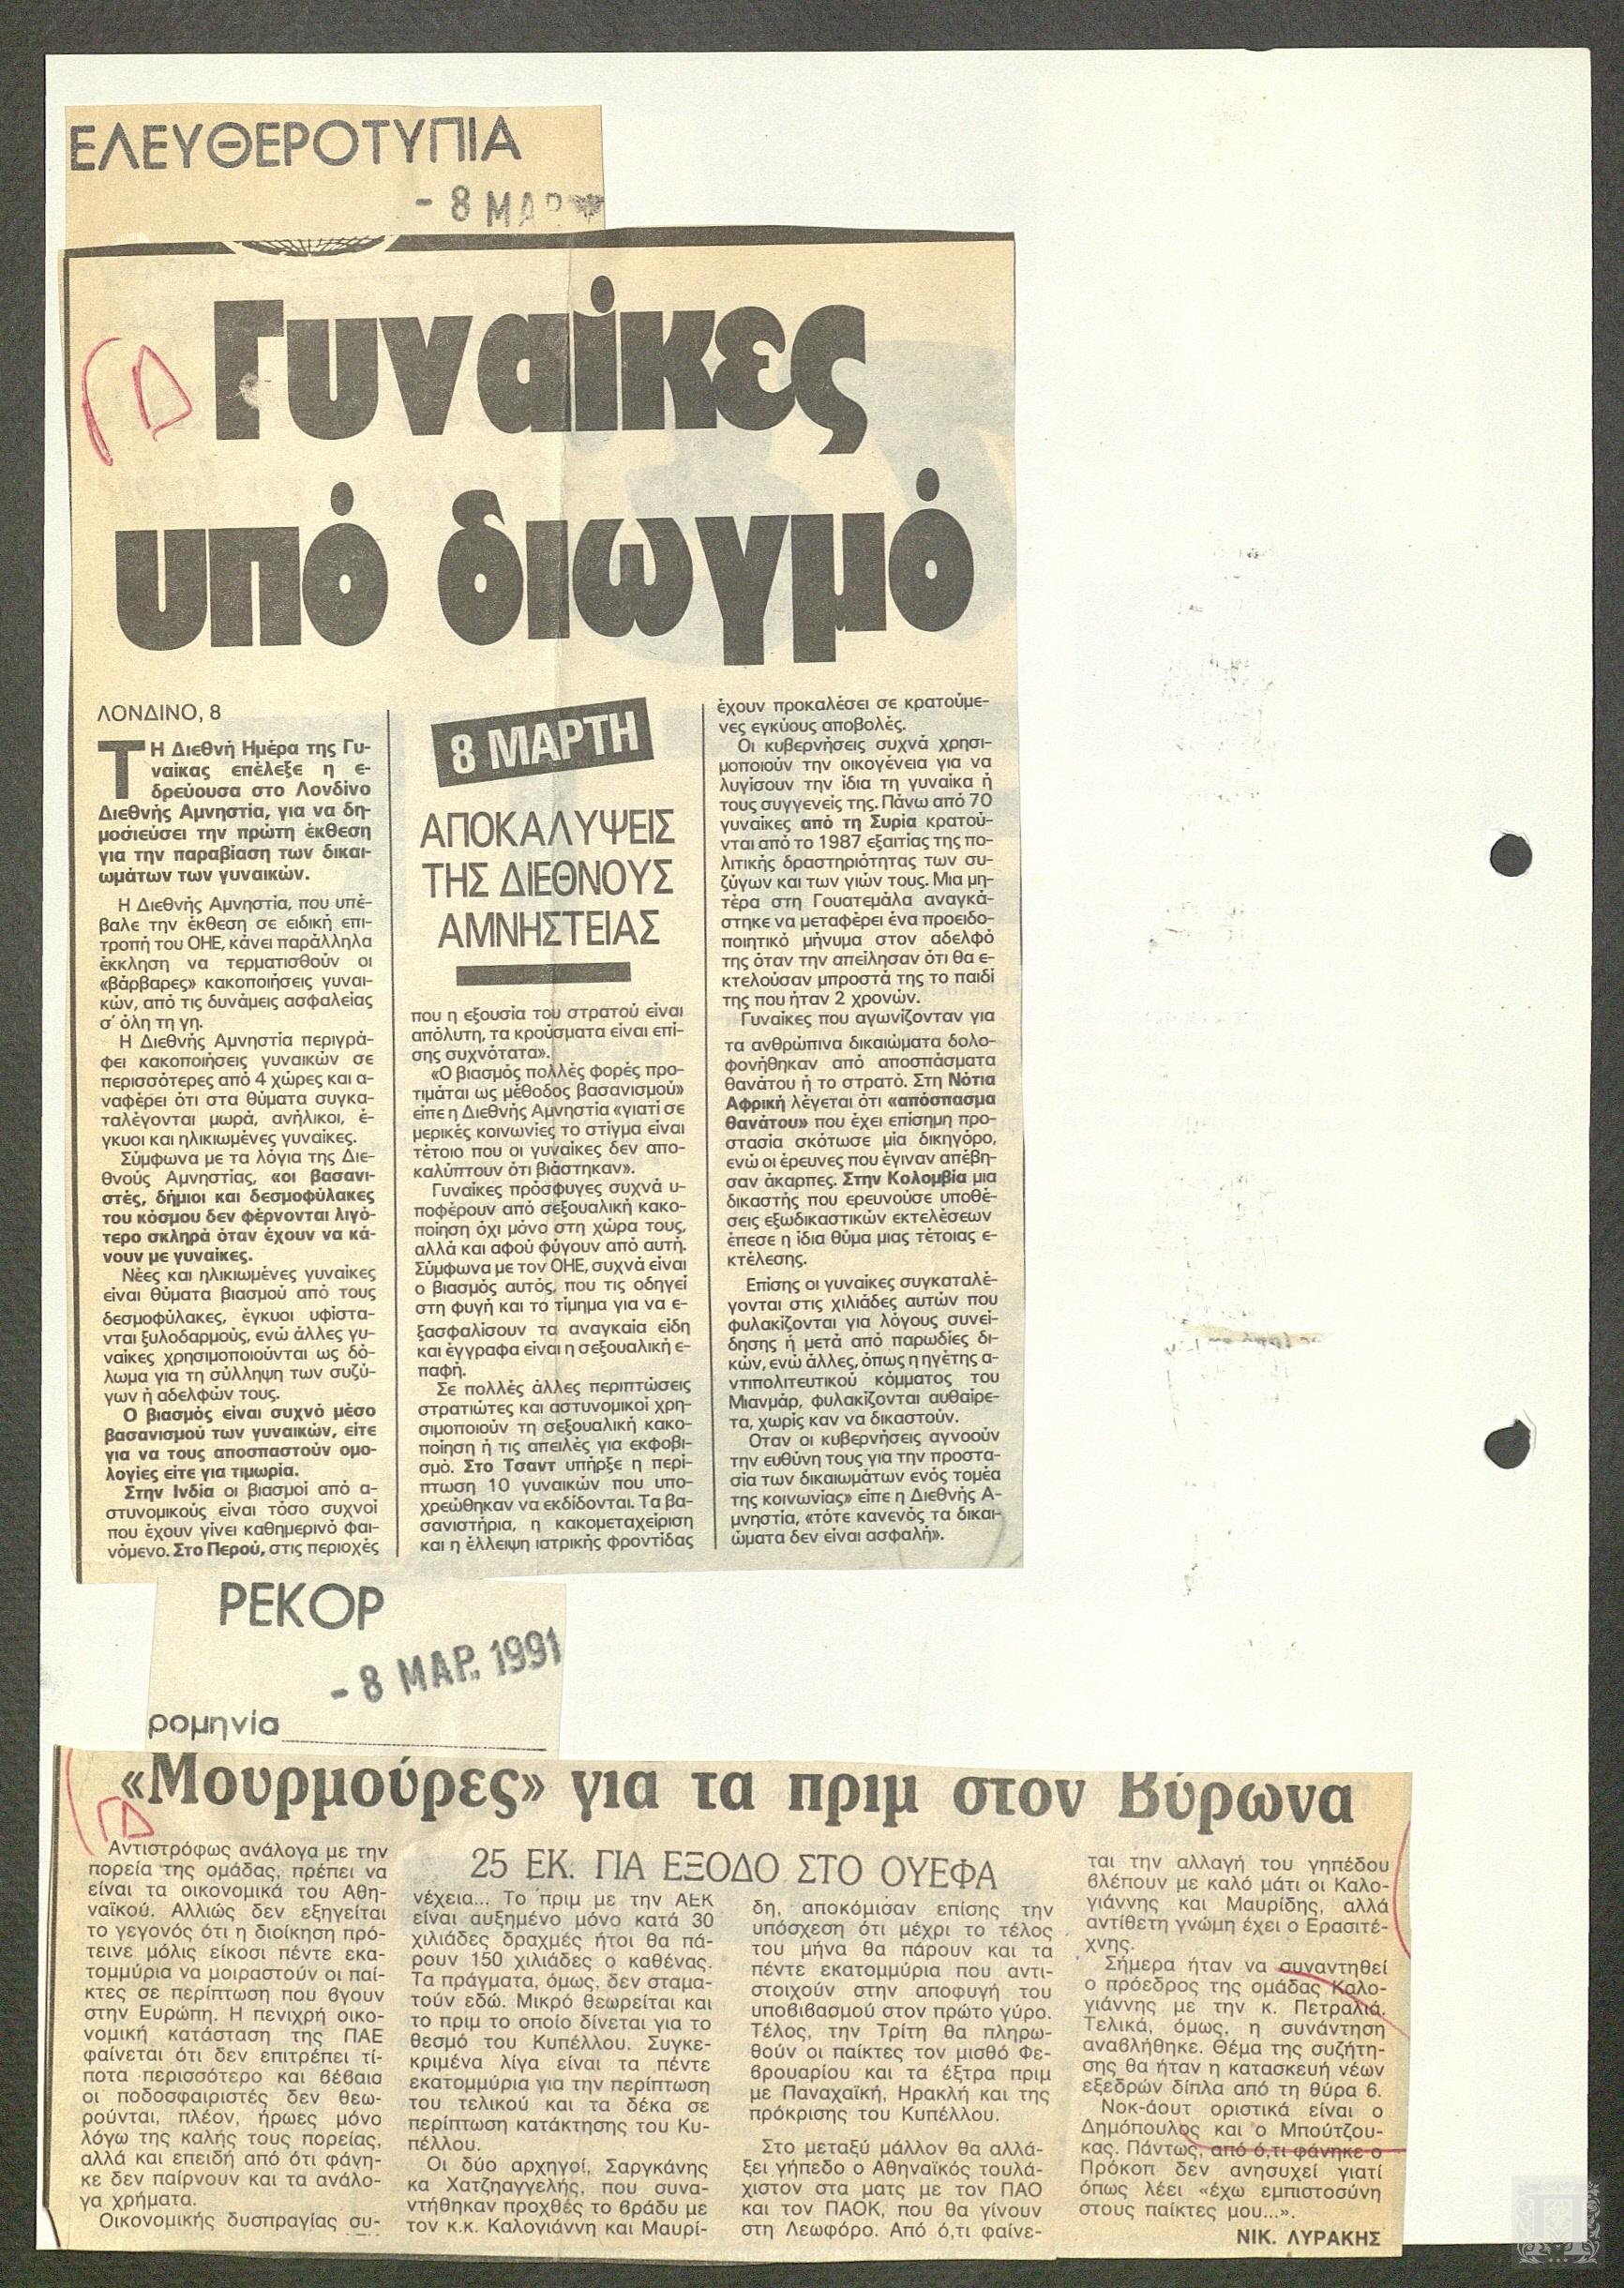 ΕΛΕΥΘΕΡΟΤΥΠΙΑ
- 8 ΜΑΡ
Γυναίκες
υπό διωγμό
ΛΟΝΔΙΝΟ, 8
ΤΗ Διεθνή Ημέρα της Γυ-
ναίκας επέλεξε η ε-
δρεύουσα στο Λονδίνο
Διεθνής Αμνηστία, για να δη-
μοσιεύσει την πρώτη έκθεση
για την παραβίαση των δικαι-
ωμάτων των γυναικών.
Η Διεθνής Αμνηστία, που υπέ-
βαλε την έκθεση σε ειδική επι-
τροπή του ΟΗΕ, κάνει παράλληλα
έκκληση να τερματισθούν οι
«βάρβαρες» κακοποιήσεις γυναι-
κών, από τις δυνάμεις ασφαλείας
σ' όλη τη γη.
Η Διεθνής Αμνηστία περιγρά-
φει κακοποιήσεις γυναικών σε
περισσότερες από 4 χώρες και α-
ναφέρει ότι στα θύματα συγκα-
ταλέγονται μωρά, ανήλικοι, έ-
γκυοι και ηλικιωμένες γυναίκες.
Σύμφωνα με τα λόγια της Διε-
θνούς Αμνηστίας, «οι βασανι-
στές, δήμιοι και δεσμοφύλακες
του κόσμου δεν φέρνονται λιγό-
τερο σκληρά όταν έχουν να κά-
νουν με γυναίκες.
Νέες και ηλικιωμένες γυναίκες
είναι θύματα βιασμού από τους
δεσμοφύλακες, έγκυοι υφίστα-
νται ξυλοδαρμούς, ενώ άλλες γυ-
ναίκες χρησιμοποιούνται ως δό-
λωμα για τη σύλληψη των συζύ-
γων ή αδελφών τους.
Ο βιασμός είναι συχνό μέσο
βασανισμού των γυναικών, είτε
για να τους αποσπαστούν ομο-
λογίες είτε για τιμωρία.
Στην Ινδία οι βιασμοί από α-
στυνομικούς είναι τόσο συχνοί
που έχουν γίνει καθημερινό φαι-
νόμενο. Στο Περού, στις περιοχές
8 ΜΑΡΤΗ
ΑΠΟΚΑΛΥΨΕΙΣ
ΤΗΣ ΔΙΕΘΝΟΥΣ
ΑΜΝΗΣΤΕΙΑΣ
που η εξουσία του στρατού είναι
απόλυτη, τα κρούσματα είναι επί-
σης συχνότατα».
«Ο βιασμός πολλές φορές προ-
τιμάται ως μέθοδος βασανισμού»
είπε η Διεθνής Αμνηστία «γιατί σε
μερικές κοινωνίες το στίγμα είναι
τέτοιο που οι γυναίκες δεν απο-
καλύπτουν ότι βιάστηκαν».
Γυναίκες πρόσφυγες συχνά υ-
ποφέρουν από σεξουαλική κακο-
ποίηση όχι μόνο στη χώρα τους,
αλλά και αφού φύγουν από αυτή.
Σύμφωνα με τον ΟΗΕ, συχνά είναι
ο βιασμός αυτός, που τις οδηγεί
στη φυγή και το τίμημα για να ε-
ξασφαλίσουν τα αναγκαία είδη
και έγγραφα είναι η σεξουαλική ε-
παφή.
Σε πολλές άλλες περιπτώσεις
στρατιώτες και αστυνομικοί χρη-
σιμοποιούν τη σεξουαλική κακο-
ποίηση ή τις απειλές για εκφοβι-
σμό. Στο Τσαντ υπήρξε η περί-
πτωση 10 γυναικών που υπο-
χρεώθηκαν να εκδίδονται. Τα βα-
σανιστήρια, η κακομεταχείριση
και η έλλειψη ιατρικής φροντίδας
έχουν προκαλέσει σε κρατούμε-
νες εγκύους αποβολές.
Οι κυβερνήσεις συχνά χρησι-
μοποιούν την οικογένεια για να
λυγίσουν την ίδια τη γυναίκα ή
τους συγγενείς της. Πάνω από 70
γυναίκες από τη Συρία κρατού-
νται από το 1987 εξαιτίας της πο-
λιτικής δραστηριότητας των συ-
ζύγων και των γιών τους. Μια μη-
τέρα στη Γουατεμάλα αναγκά-
στηκε να μεταφέρει ένα προειδο-
ποιητικό μήνυμα στον αδελφό
της όταν την απείλησαν ότι θα ε-
κτελούσαν μπροστά της το παιδί
της που ήταν 2 χρονών.
Γυναίκες που αγωνίζονταν για
τα ανθρώπινα δικαιώματα δολο-
φονήθηκαν από αποσπάσματα
θανάτου ή το στρατό. Στη Νότια
Αφρική λέγεται ότι «απόσπασμα
θανάτου» που έχει επίσημη προ-
στασία σκότωσε μία δικηγόρο,
ενώ οι έρευνες που έγιναν απέβη-
σαν άκαρπες. Στην Κολομβία μια
δικαστής που ερευνούσε υποθέ-
σεις εξωδικαστικών εκτελέσεων
έπεσε η ίδια θύμα μιας τέτοιας ε-
κτέλεσης.
Επίσης οι γυναίκες συγκαταλέ-
γονται στις χιλιάδες αυτών που
φυλακίζονται για λόγους συνεί-
δησης ή μετά από παρωδίες δι-
κών, ενώ άλλες, όπως η ηγέτης α-
ντιπολιτευτικού κόμματος του
Μιανμάρ, φυλακίζονται αυθαίρε-
τα, χωρίς καν να δικαστούν.
Οταν οι κυβερνήσεις αγνοούν
την ευθύνη τους για την προστα-
σία των δικαιωμάτων ενός τομέα
της κοινωνίας» είπε η Διεθνής Α-
μνηστία, «τότε κανενός τα δικαι-
ώματα δεν είναι ασφαλή».
ΡΕΚΟΡ
- 8 ΜΑΡ. 1991
ρομηνία
«Μουρμούρες» για τα πριμ στον Βύρωνα
25 ΕΚ. ΓΙΑ ΕΞΟΔΟ ΣΤΟ ΟΥΕΦΑ
Αντιστρόφως ανάλογα με την
πορεία της ομάδας, πρέπει να
είναι τα οικονομικά του Αθη-
ναϊκού. Αλλιώς δεν εξηγείται
το γεγονός ότι η διοίκηση πρό-
τεινε μόλις είκοσι πέντε εκα-
τομμύρια να μοιραστούν οι παί-
κτες σε περίπτωση που βγουν
στην Ευρώπη. Η πενιχρή οικο-
νομική κατάσταση της ΠΑΕ
φαίνεται ότι δεν επιτρέπει τί-
ποτα περισσότερο και βέβαια
οι ποδοσφαιριστές δεν θεω-
ρούνται, πλέον, ήρωες μόνο
λόγω της καλής τους πορείας,
αλλά και επειδή από ότι φάνη-
κε δεν παίρνουν και τα ανάλο-
γα χρήματα.
Οικονομικής δυσπραγίας συ-
νέχεια... Το πριμ με την ΑΕΚ
είναι αυξημένο μόνο κατά 30
χιλιάδες δραχμές ήτοι θα πά-
ρουν 150 χιλιάδες ο καθένας.
Τα πράγματα, όμως, δεν σταμα-
τούν εδώ. Μικρό θεωρείται και
το πριμ το οποίο δίνεται για το
θεσμό του Κυπέλλου. Συγκε-
κριμένα λίγα είναι τα πέντε
εκατομμύρια για την περίπτωση
του τελικού και τα δέκα σε
περίπτωση κατάκτησης του Κυ-
πέλλου.
Οι δύο αρχηγοί, Σαργκάνης
κα Χατζηαγγελής, που συνα-
ντήθηκαν προχθές το βράδυ με
τον κ.κ. Καλογιάννη και Μαυρί-
δη, αποκόμισαν επίσης την
υπόσχεση ότι μέχρι το τέλος
του μήνα θα πάρουν και τα
πέντε εκατομμύρια που αντι-
στοιχούν στην αποφυγή του
υποβιβασμού στον πρώτο γύρο.
Τέλος, την Τρίτη θα πληρω-
θούν οι παίκτες τον μισθό Φε-
βρουαρίου και τα έξτρα πριμ
με Παναχαϊκή, Ηρακλή και της
πρόκρισης του Κυπέλλου.
Στο μεταξύ μάλλον θα αλλά-
ξει γήπεδο ο Αθηναϊκός τουλά-
χιστον στα ματς με τον ΠΑΟ
και τον ΠΑΟΚ, που θα γίνουν
στη Λεωφόρο. Από ό,τι φαίνε-
ται την αλλαγή του γηπέδου
βλέπουν με καλό μάτι οι Καλο-
γιάννης και Μαυρίδης, αλλά
αντίθετη γνώμη έχει ο Ερασιτέ-
χνης.
Σήμερα ήταν να συναντηθεί
ο πρόεδρος της ομάδας Καλο-
γιάννης με την κ. Πετραλιά.
Τελικά, όμως, η συνάντηση
αναβλήθηκε. Θέμα της συζήτη-
σης θα ήταν η κατασκευή νέων
εξεδρών δίπλα από τη θύρα 6.
Νοκ-άουτ οριστικά είναι ο
Δημόπουλος και ο Μπούτζου-
κας. Πάντως, από ό,τι φάνηκε ο
Πρόκοπ δεν ανησυχεί γιατί
όπως λέει «έχω εμπιστοσύνη
στους παίκτες μου...».
ΝΙΚ. ΛΥΡΑΚΗΣ